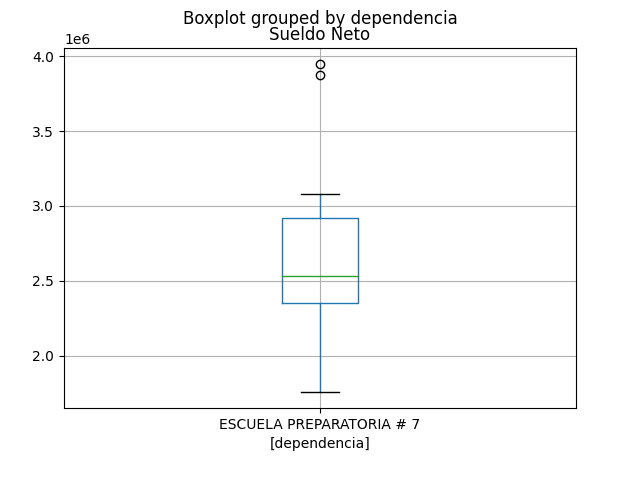 Boxplot grouped by dependencia
Sueldo Neto
1e6
4.0
3.5
3.0
2.5
2.0
ESCUELA PREPARATORIA # 7
[dependencia]